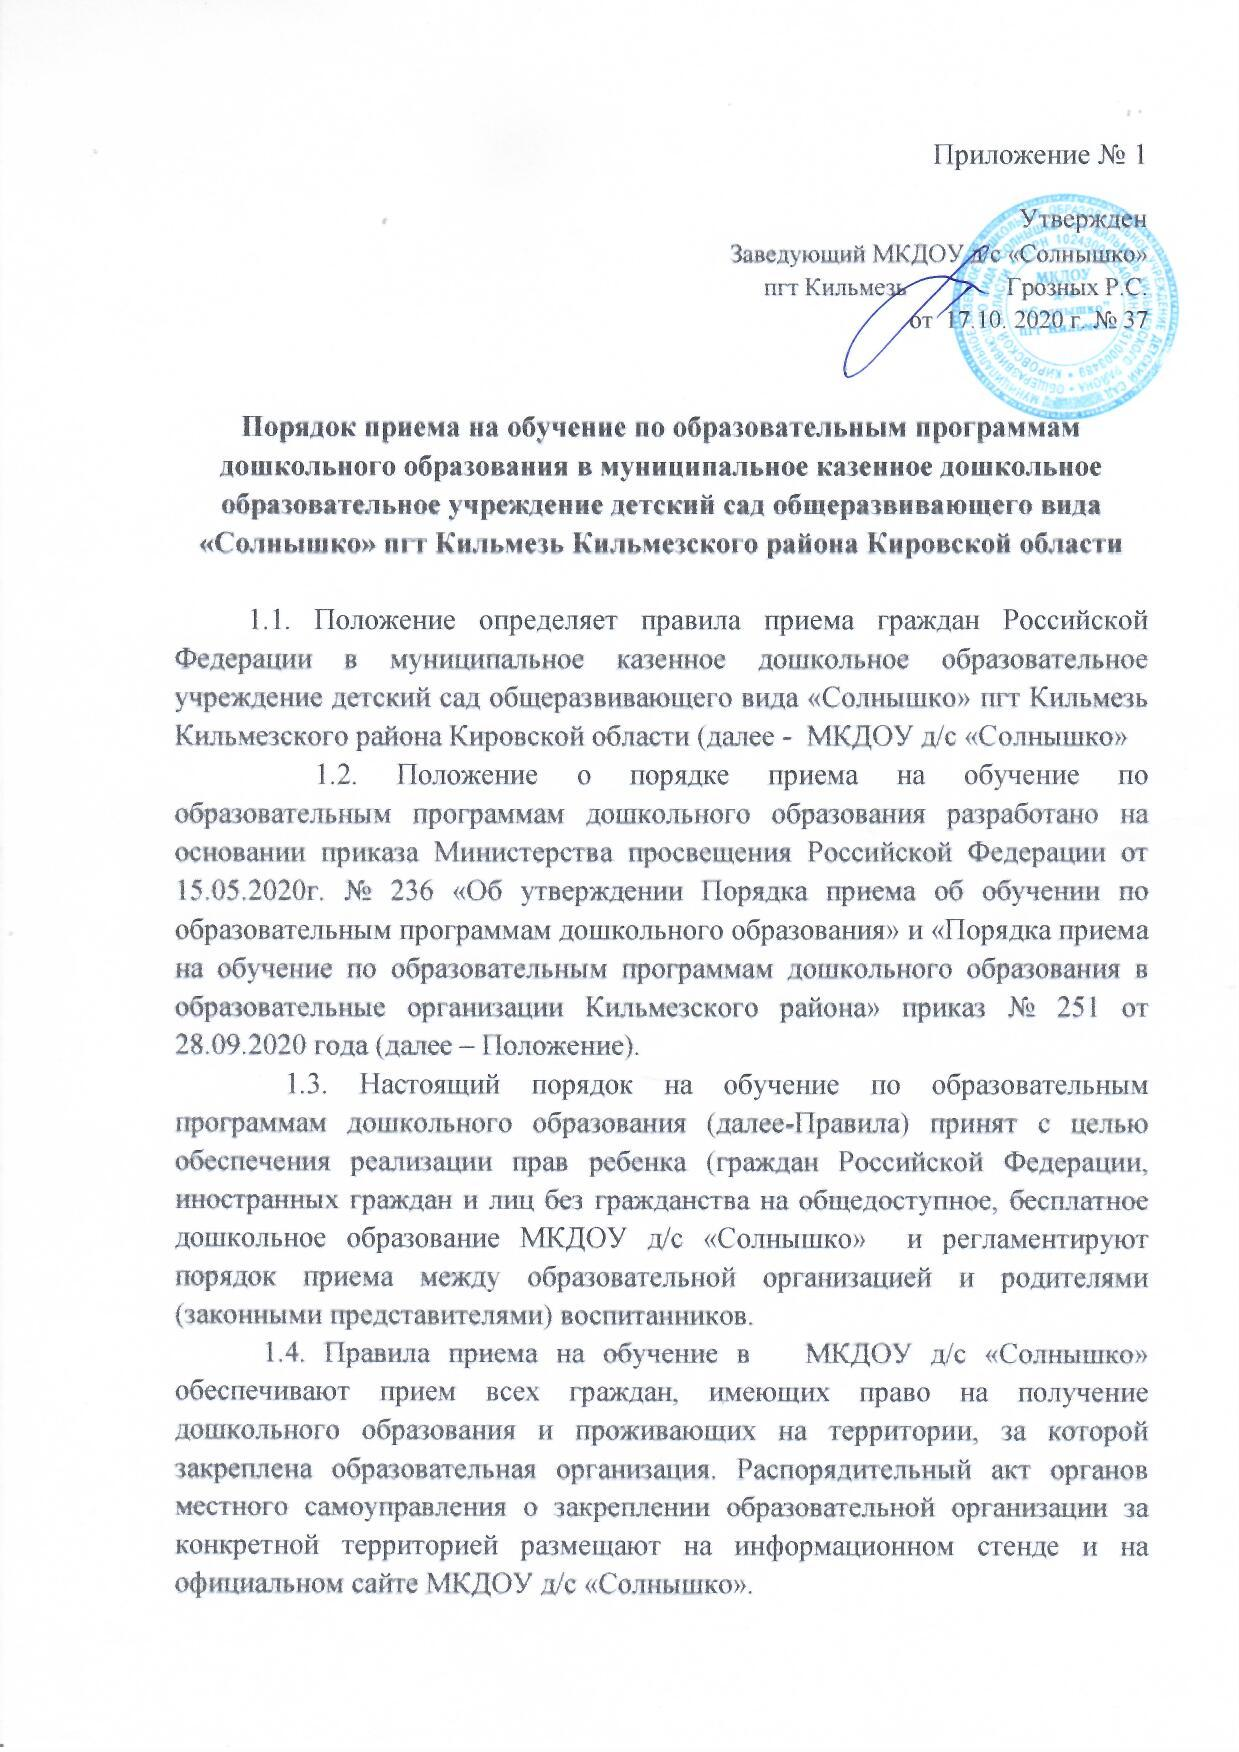 Приложение № 1
Утвержден
Заведующий МКДОУ д/с «Солнышко»
пгт Кильмезь Грозных Р.С.
от 17.10. 2020 г. № 37
Порядок приема на обучение по образовательным программам
дошкольного образования в муниципальное казенное дошкольное
образовательное учреждение детский сад общеразвивающего вида
«Солнышко» пгт Кильмезь Кильмезского района Кировской области
1.1. Положение определяет правила приема граждан Российской
Федерации в муниципальное казенное дошкольное образовательное
учреждение детский сад общеразвивающего вида «Солнышко» пгт Кильмезь
Кильмезского района Кировской области (далее - МКДОУ д/с «Солнышко»
1.2. Положение о порядке приема на обучение по
образовательным программам дошкольного образования разработано на
основании приказа Министерства просвещения Российской Федерации от
15.05.2020г. № 236 «Об утверждении Порядка приема об обучении по
образовательным программам дошкольного образования» и «Порядка приема
на обучение по образовательным программам дошкольного образования в
образовательные организации Кильмезского района» приказ № 251 от
28.09.2020 года (далее – Положение).
1.3. Настоящий порядок на обучение по образовательным
программам дошкольного образования (далее-Правила) принят с целью
обеспечения реализации прав ребенка (граждан Российской Федерации,
иностранных граждан и лиц без гражданства на общедоступное, бесплатное
дошкольное образование МКДОУ д/с «Солнышко» и регламентируют
порядок приема между образовательной организацией и родителями
(законными представителями) воспитанников.
1.4. Правила приема на обучение в МКДОУ д/с «Солнышко»
обеспечивают прием всех граждан, имеющих право на получение
дошкольного образования и проживающих на территории, за которой
закреплена образовательная организация. Распорядительный акт органов
местного самоуправления о закреплении образовательной организации за
конкретной территорией размещают на информационном стенде и на
официальном сайте МКДОУ д/с «Солнышко».